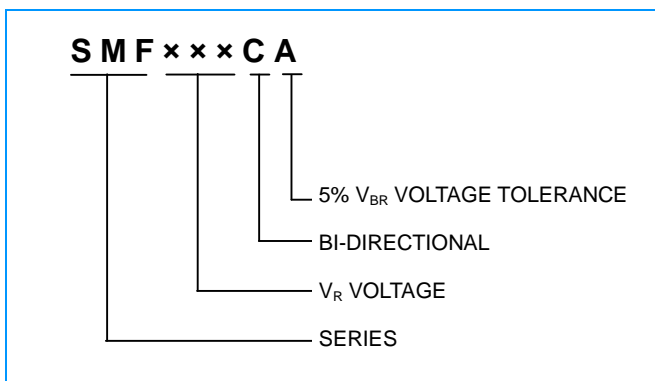 SMF×××CA
5% VBR VOLTAGE TOLERANCE
BI-DIRECTIONAL
VR VOLTAGE
SERIES